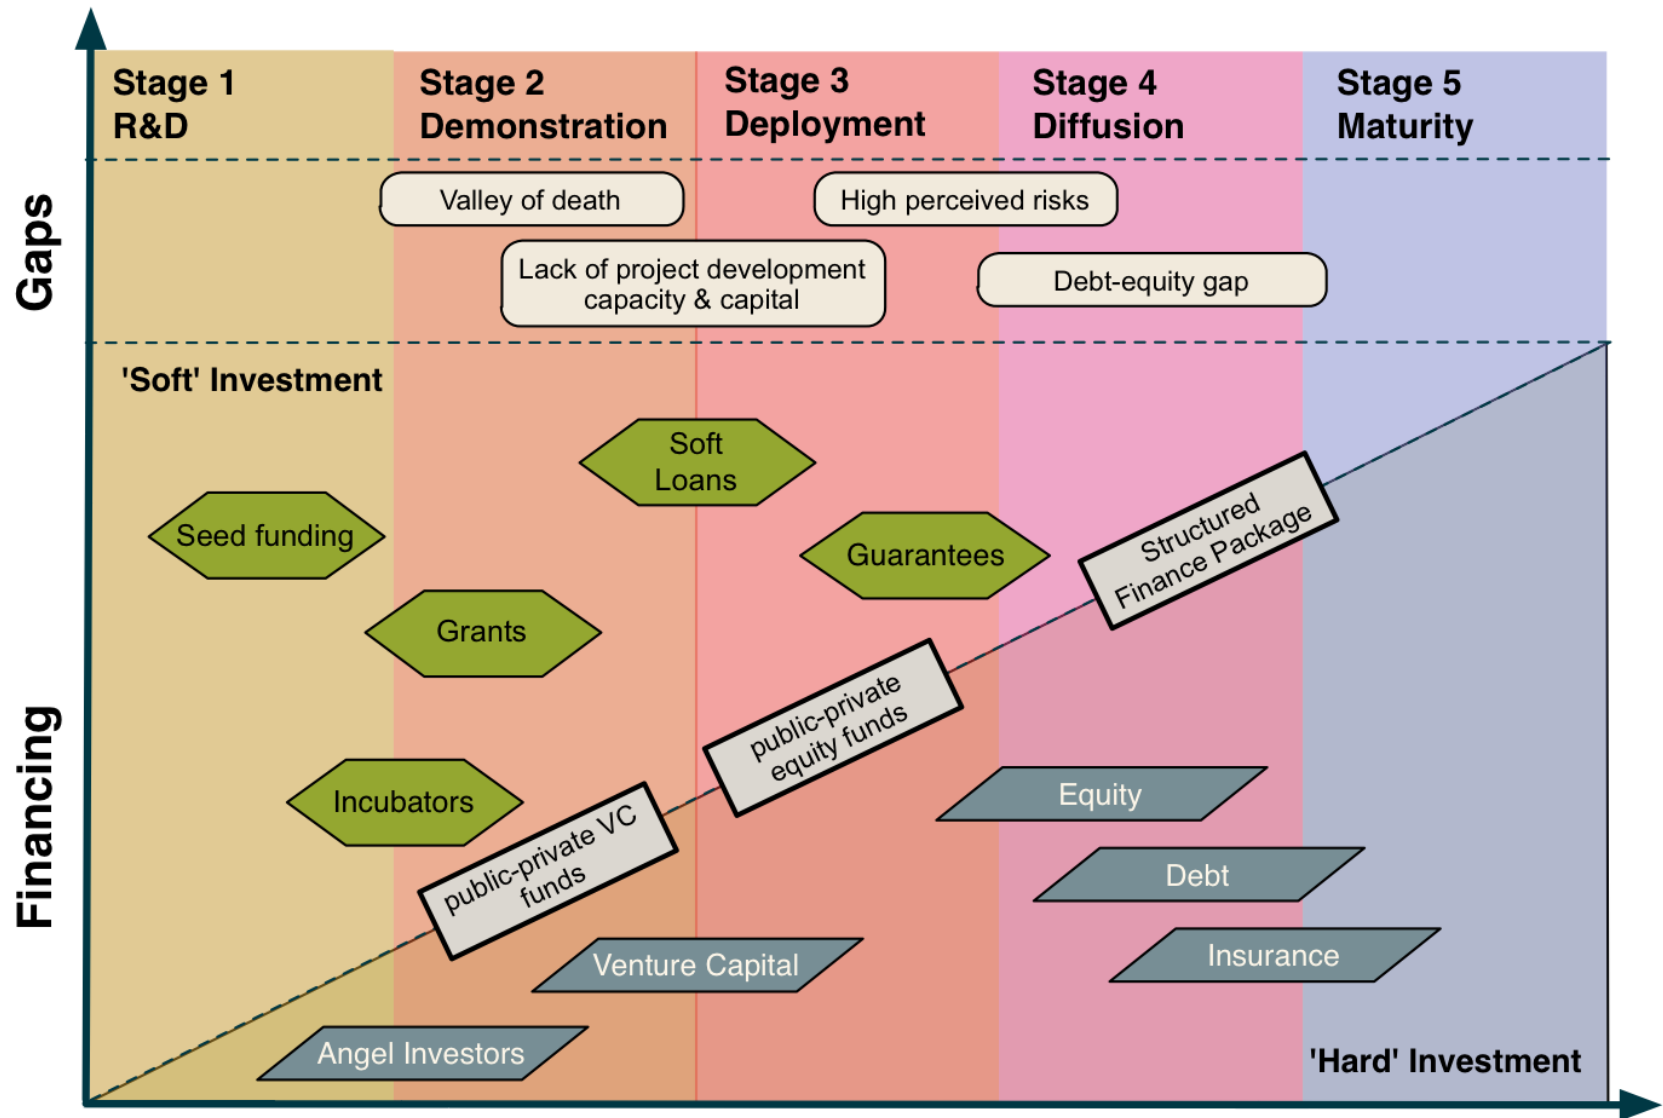 Stage 1
R&D
Stage 2
Demonstration
Stage 3
Deployment
Stage 4
Diffusion
Stage 5
Maturity
Gaps
Valley of death
High perceived risks
Lack of project development
capacity & capital
Debt-equity gap
Financing
'Soft' Investment
Soft
Loans
Seed funding
Guarantees
Structured
Finance Package
Grants
public-private
equity funds
Incubators
public-private VC
funds
Equity
Debt
Venture Capital
Insurance
Angel Investors
'Hard' Investment